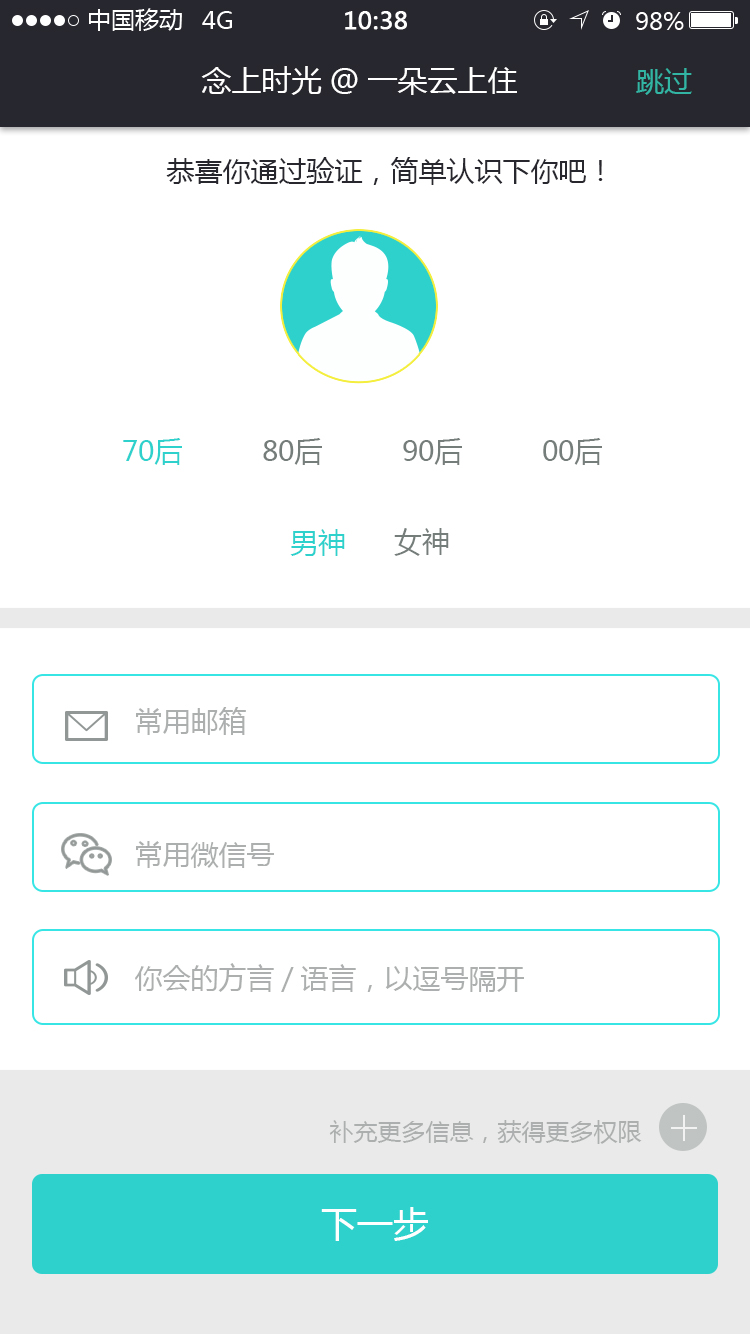 中国移动 4G 10:38 98%
念上时光 @ 一朵云上住 跳过
恭喜你通过验证，简单认识下你吧！
70后 80后 90后 00后
男神 女神
常用邮箱
常用微信号
你会的方言 / 语言，以逗号隔开
补充更多信息，获得更多权限
下一步